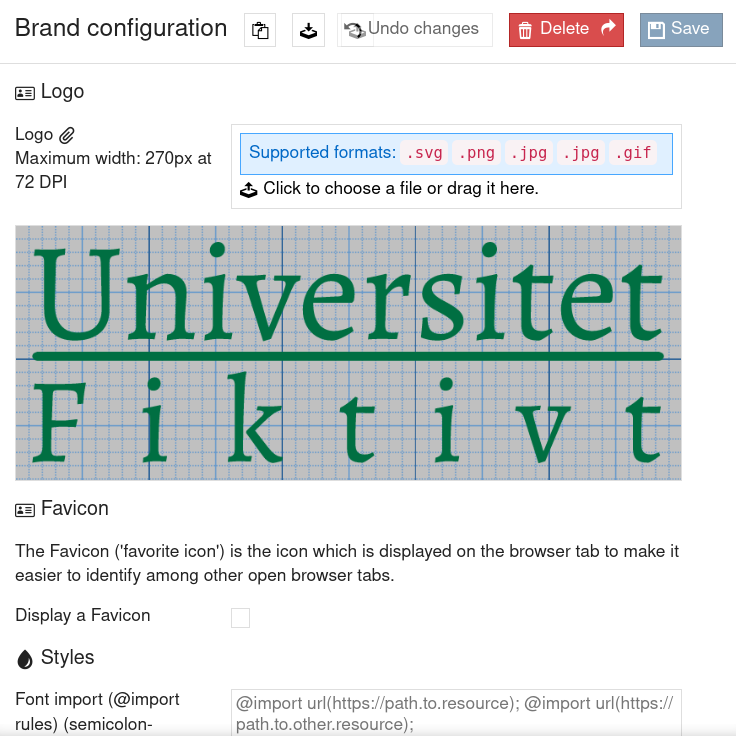 Brand configuration
Undo changes
Delete
Save
Logo
Logo
Maximum width: 270px at
72 DPI
Supported formats: .svg .png .jpg .jpg .gif
Click to choose a file or drag it here.
Universitet
Fiktivt
Favicon
The Favicon ('favorite icon') is the icon which is displayed on the browser tab to make it
easier to identify among other open browser tabs.
Display a Favicon
Styles
Font import (@import
rules) (semicolon-
@import url(https://path.to.resource); @import url(https://
path.to.other.resource);